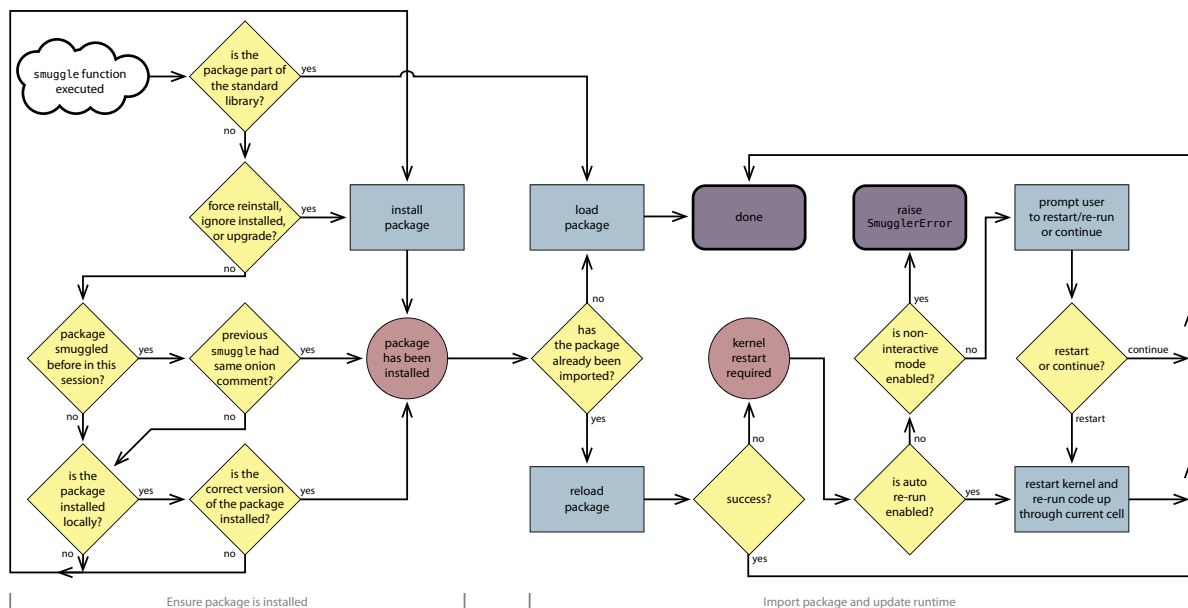 smuggle function
executed
is the
package part of
the standard
library?
yes
no
force reinstall,
ignore installed,
or upgrade?
yes
no
install
package
load
package
done
raise
SmugglerError
prompt user
to restart/re-run
or continue
package
smuggled
before in this
session?
yes
no
previous
smuggle had
same onion
comment?
yes
no
package
has been
installed
has
the package
already been
imported?
no
yes
kernel
restart
required
is non-
interactive
mode
enabled?
yes
no
restart
or continue?
continue
restart
is the
package
installed
locally?
yes
no
is the
correct version
of the package
installed?
yes
no
reload
package
success?
no
yes
is auto
re-run
enabled?
no
yes
restart kernel and
re-run code up
through current cell
Ensure package is installed
Import package and update runtime